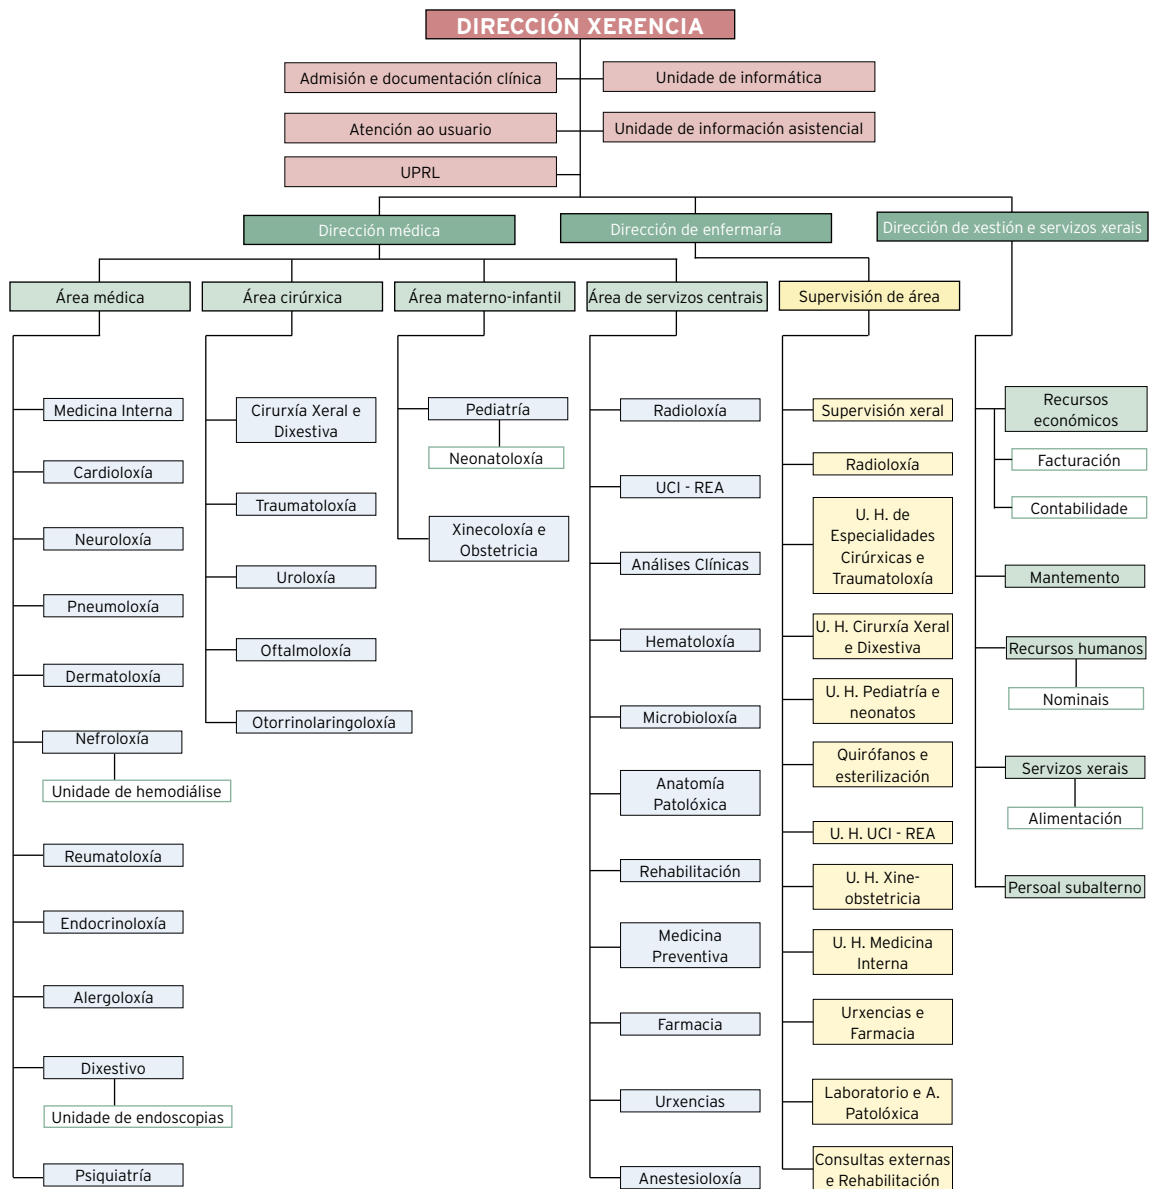 DIRECCIÓN XERENCIA
Admisión e documentación clínica
Unidade de informática
Atención ao usuario
Unidade de información asistencial
UPRL
Dirección médica
Dirección de enfermaría
Dirección de xestión e servizos xerais
Área médica
Área cirúrxica
Área materno-infantil
Área de servizos centrais
Supervisión de área
Medicina Interna
Cardioloxía
Neuroloxía
Pneumoloxía
Dermatoloxía
Nefroloxía
Unidade de hemodiálise
Reumatoloxía
Endocrinoloxía
Alergoloxía
Dixestivo
Unidade de endoscopias
Psiquiatría
Cirurxía Xeral e
Dixestiva
Traumatoloxía
Uroloxía
Oftalmoloxía
Otorrinolaringoloxía
Pediatría
Neonatoloxía
Xinecoloxía e
Obstetricia
Radioloxía
UCI - REA
Análises Clínicas
Hematoloxía
Microbioloxía
Anatomía
Patolóxica
Rehabilitación
Medicina
Preventiva
Farmacia
Urxencias
Anestesioloxía
Supervisión xeral
Radioloxía
U. H. de
Especialidades
Cirúrxicas e
Traumatoloxía
U. H. Cirurxía Xeral
e Dixestiva
U. H. Pediatría e
neonatos
Quirófanos e
esterilización
U. H. UCI - REA
U. H. Xine-
obstetricia
U. H. Medicina
Interna
Urxencias e
Farmacia
Laboratorio e A.
Patolóxica
Consultas externas
e Rehabilitación
Recursos
económicos
Facturación
Contabilidade
Mantemento
Recursos humanos
Nominais
Servizos xerais
Alimentación
Persoal subalterno